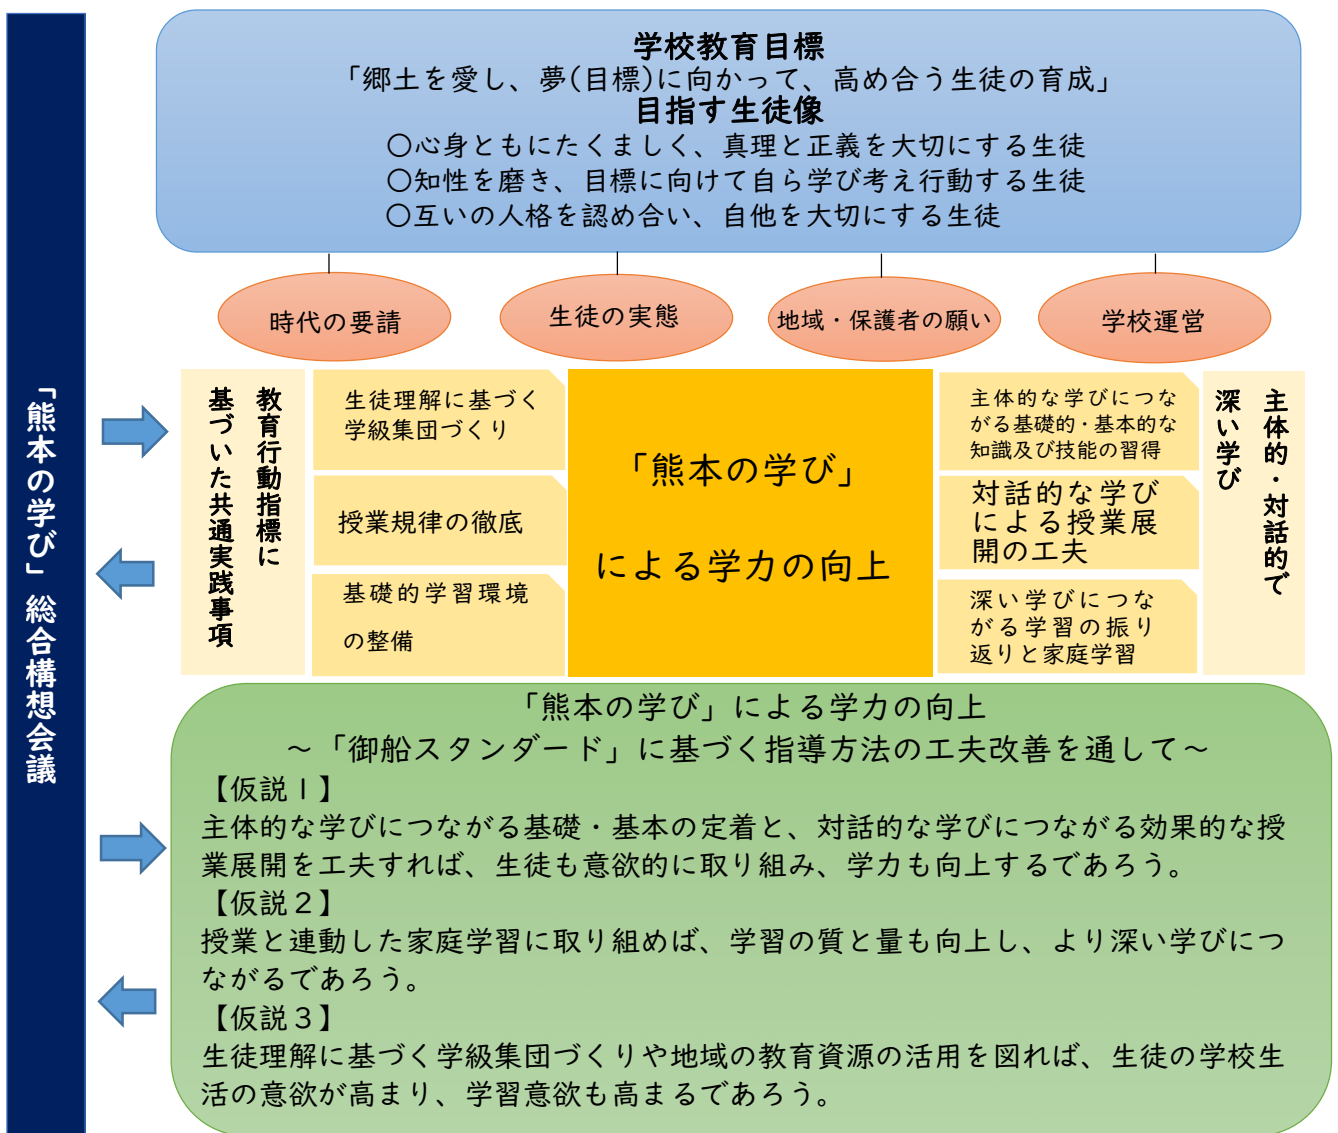 学校教育目標
「郷土を愛し、夢(目標)に向かって、高め合う生徒の育成」
目指す生徒像
〇心身ともにたくましく、真理と正義を大切にする生徒
〇知性を磨き、目標に向けて自ら学び考え行動する生徒
〇互いの人格を認め合い、自他を大切にする生徒
時代の要請
生徒の実態
地域・保護者の願い
学校運営
「熊本の学び」総合構想会議
教育行動指標に
基づいた共通実践事項
生徒理解に基づく
学級集団づくり
授業規律の徹底
基礎的学習環境
の整備
「熊本の学び」
による学力の向上
主体的な学びにつな
がる基礎的・基本的な
知識及び技能の習得
対話的な学び
による授業展
開の工夫
深い学びにつな
がる学習の振り
返りと家庭学習
主体的・対話的で
深い学び
「熊本の学び」による学力の向上
～「御船スタンダード」に基づく指導方法の工夫改善を通して～
【仮説１】
主体的な学びにつながる基礎・基本の定着と、対話的な学びにつながる効果的な授
業展開を工夫すれば、生徒も意欲的に取り組み、学力も向上するであろう。
【仮説２】
授業と連動した家庭学習に取り組めば、学習の質と量も向上し、より深い学びにつ
ながるであろう。
【仮説３】
生徒理解に基づく学級集団づくりや地域の教育資源の活用を図れば、生徒の学校生
活の意欲が高まり、学習意欲も高まるであろう。